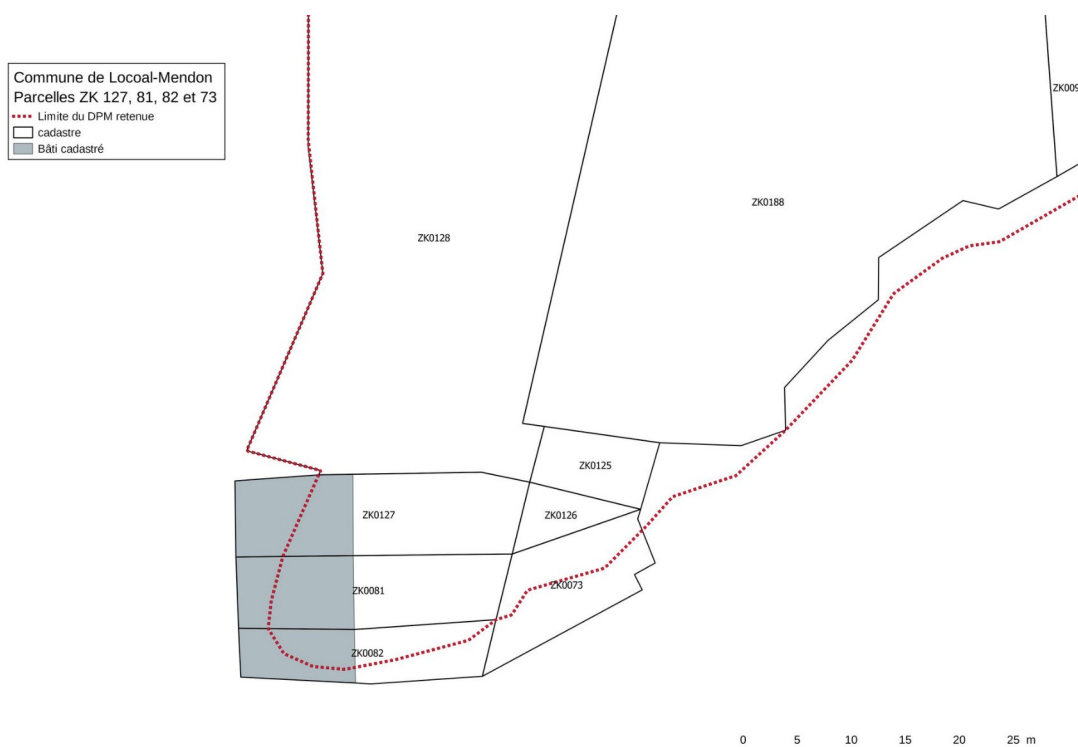 Commune de Locoal-Mendon
Parcelles ZK 127, 81, 82 et 73
Limite du DPM retenue
cadastre
Bâti cadastré
ZK009
ZK0188
ZK0128
ZK0125
ZK0127
ZK0126
ZK0073
ZK0081
ZK0082
0 5 10 15 20 25 m